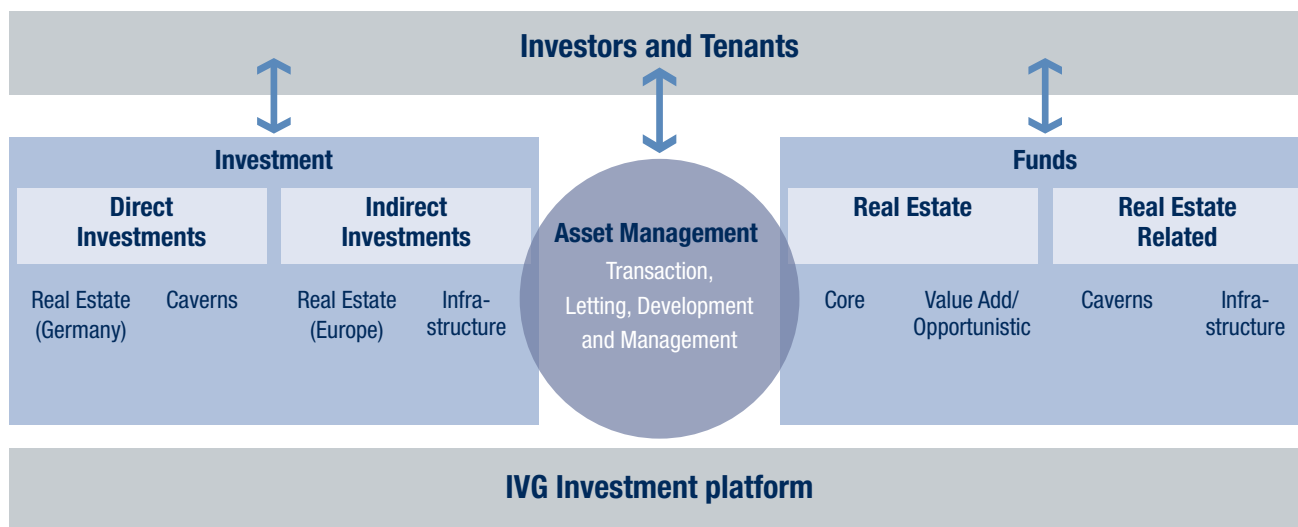 Investors and Tenants
Investment
Direct
Investments
Real Estate
(Germany)
Caverns
Indirect
Investments
Real Estate
(Europe)
Infra-
structure
Asset Management
Transaction,
Letting, Development
and Management
Funds
Real Estate
Core
Value Add/
Opportunistic
Real Estate
Related
Caverns
Infra-
structure
IVG Investment platform